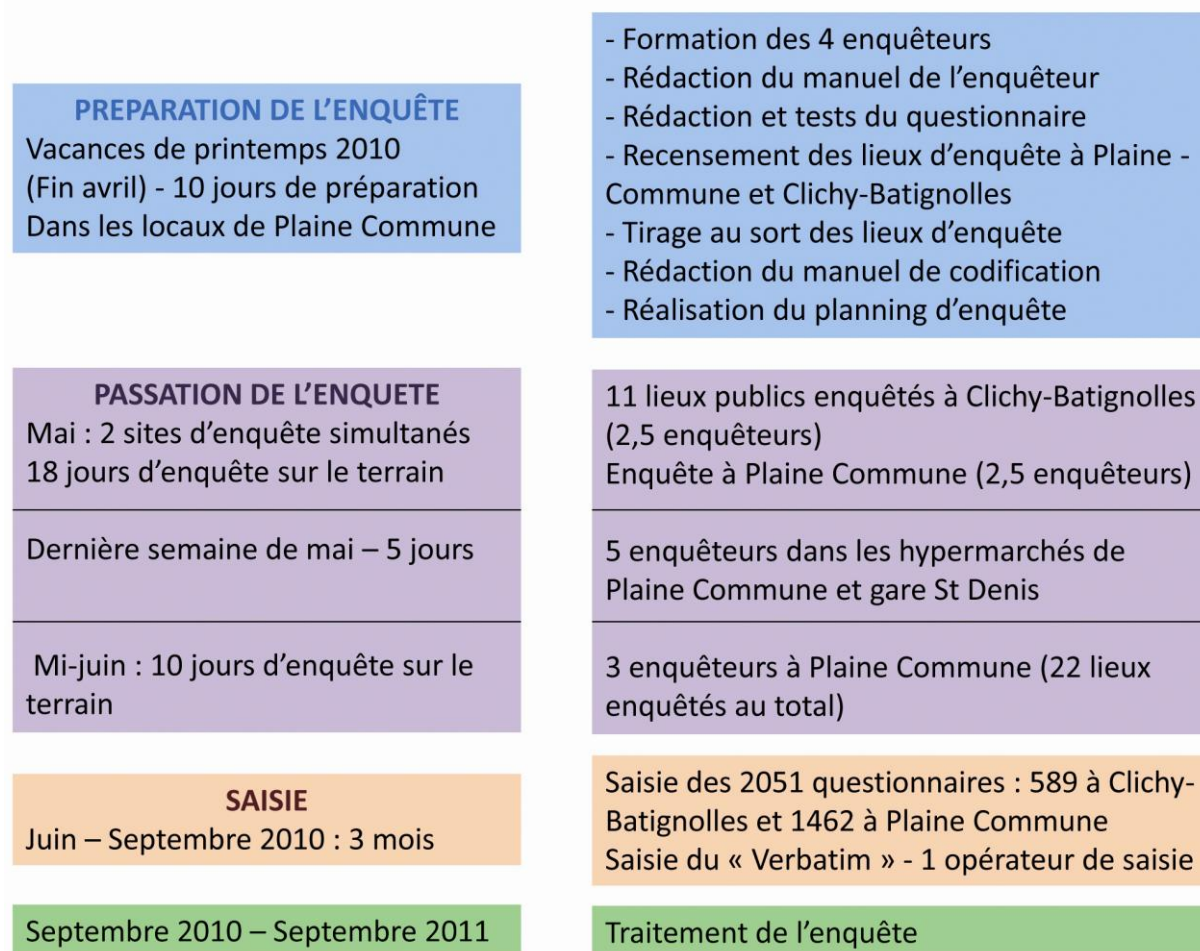 PREPARATION DE L'ENQUÊTE
Vacances de printemps 2010
(Fin avril) - 10 jours de préparation
Dans les locaux de Plaine Commune
- Formation des 4 enquêteurs
- Rédaction du manuel de l'enquêteur
- Rédaction et tests du questionnaire
- Recensement des lieux d'enquête à Plaine -
Commune et Clichy-Batignolles
- Tirage au sort des lieux d'enquête
- Rédaction du manuel de codification
- Réalisation du planning d'enquête
PASSATION DE L'ENQUETE
Mai : 2 sites d'enquête simultanés
18 jours d'enquête sur le terrain
11 lieux publics enquêtés à Clichy-Batignolles
(2,5 enquêteurs)
Enquête à Plaine Commune (2,5 enquêteurs)
Dernière semaine de mai – 5 jours
5 enquêteurs dans les hypermarchés de
Plaine Commune et gare St Denis
Mi-juin : 10 jours d'enquête sur le
terrain
3 enquêteurs à Plaine Commune (22 lieux
enquêtés au total)
SAISIE
Juin – Septembre 2010 : 3 mois
Saisie des 2051 questionnaires : 589 à Clichy-
Batignolles et 1462 à Plaine Commune
Saisie du « Verbatim » - 1 opérateur de saisie
Septembre 2010 – Septembre 2011
Traitement de l'enquête